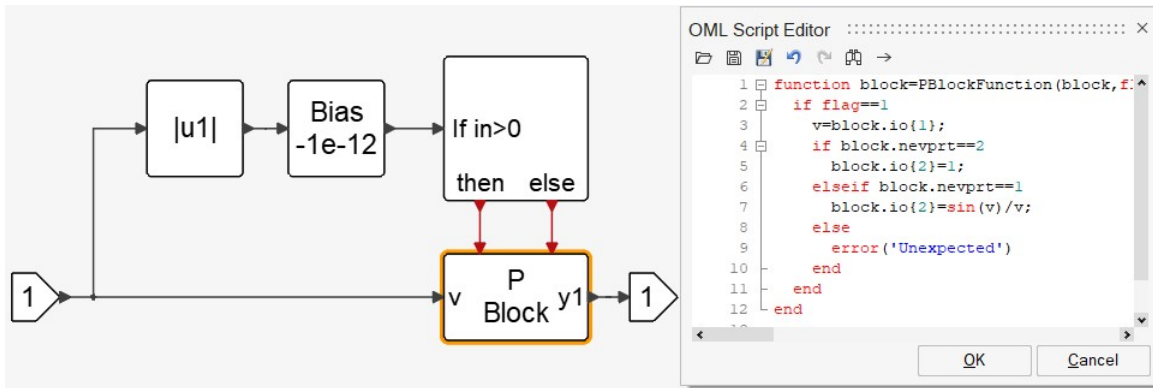 |u1|
Bias
-1e-12
If in>0
then else
1
v
P
Block
y1
1
OML Script Editor
1 function block=PBlockFunction(block,fl
2 if flag==1
3 v=block.io{1};
4 if block.nevprt==2
5 block.io{2}=1;
6 elseif block.nevprt==1
7 block.io{2}=sin(v)/v;
8 else
9 error('Unexpected')
10 end
11 end
12 end
OK Cancel